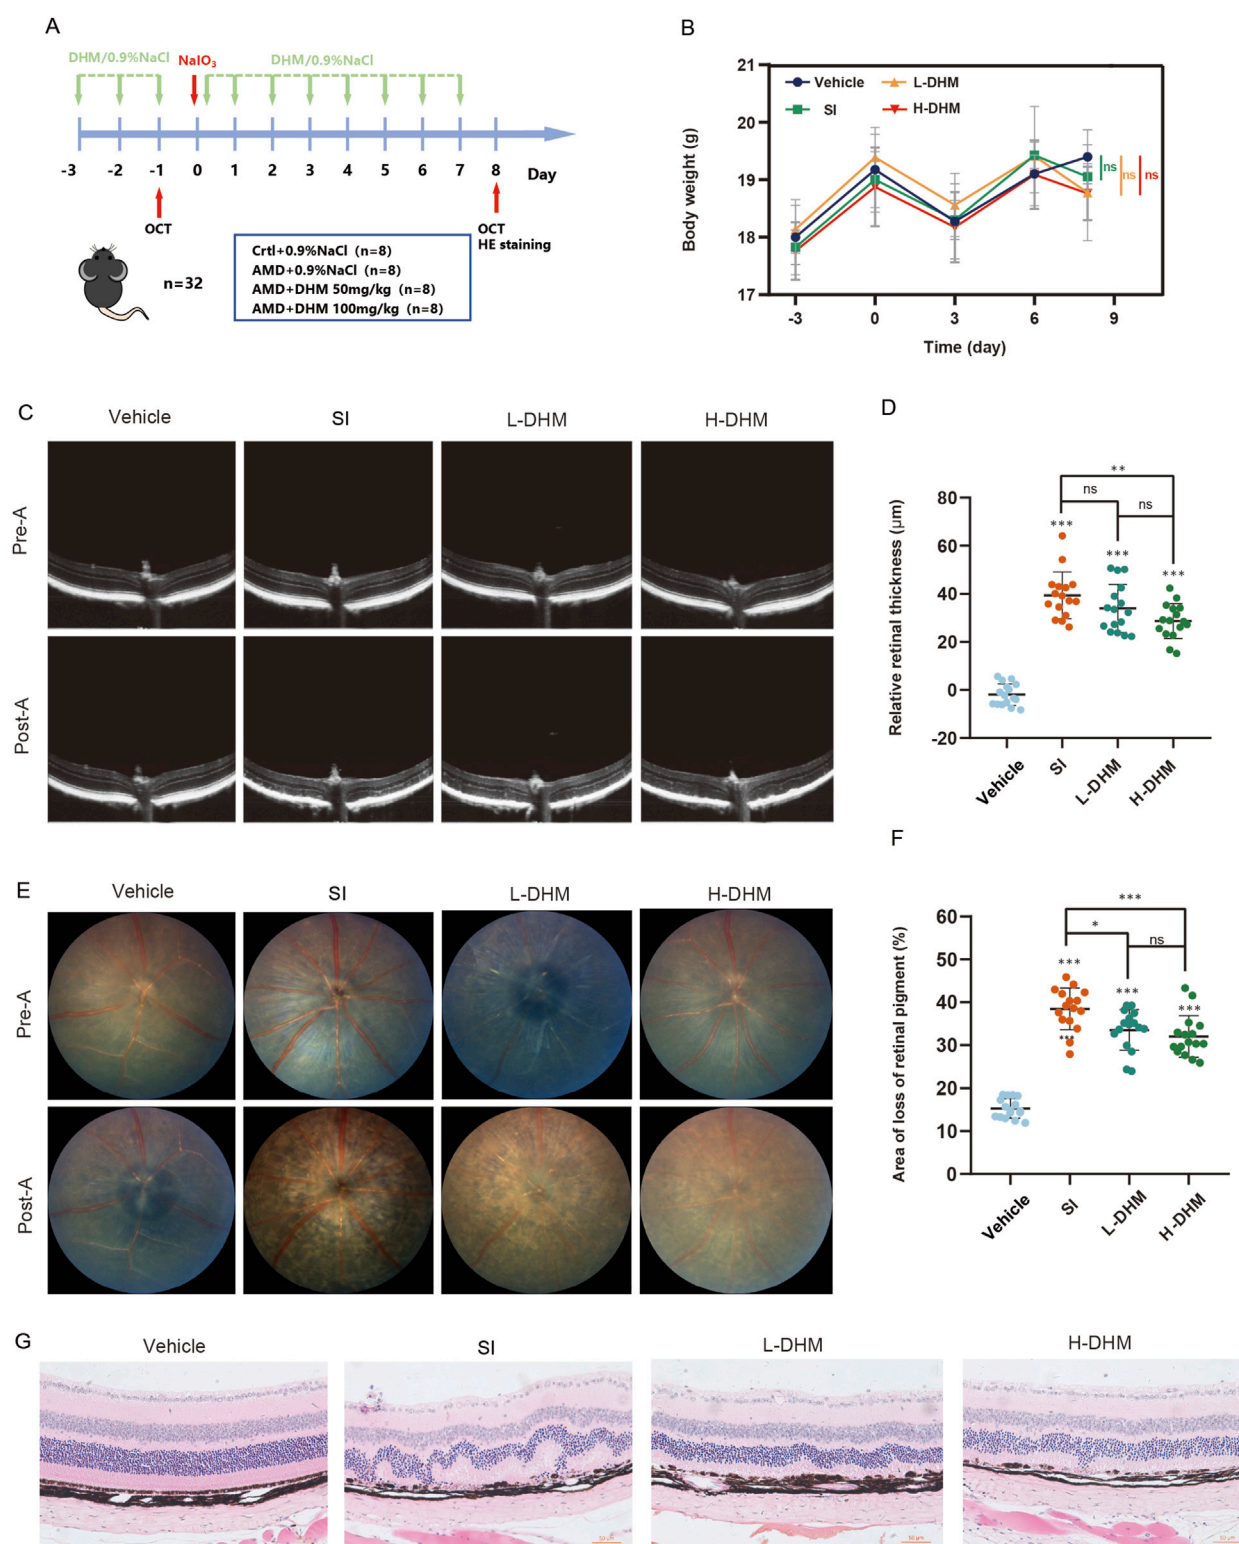 A
DHM/0.9%NaCl NaIO₃ DHM/0.9%NaCl
-3 -2 -1 0 1 2 3 4 5 6 7 8 Day
OCT
OCT
HE staining
n=32
Crtl+0.9%NaCl (n=8)
AMD+0.9%NaCl (n=8)
AMD+DHM 50mg/kg (n=8)
AMD+DHM 100mg/kg (n=8)
B
Body weight (g)
21
20
19
18
17
Vehicle L-DHM
SI H-DHM
ns ns ns
-3 0 3 6 9
Time (day)
C
Vehicle SI L-DHM H-DHM
Pre-A
Post-A
D
Relative retinal thickness (μm)
80
60
40
20
0
-20
**
ns
ns
***
***
***
Vehicle SI L-DHM H-DHM
E
Vehicle SI L-DHM H-DHM
Pre-A
Post-A
F
Area of loss of retinal pigment (%)
60
50
40
30
20
10
0
***
*
ns
***
***
***
***
Vehicle SI L-DHM H-DHM
G
Vehicle SI L-DHM H-DHM
50 μm
50 μm
50 μm